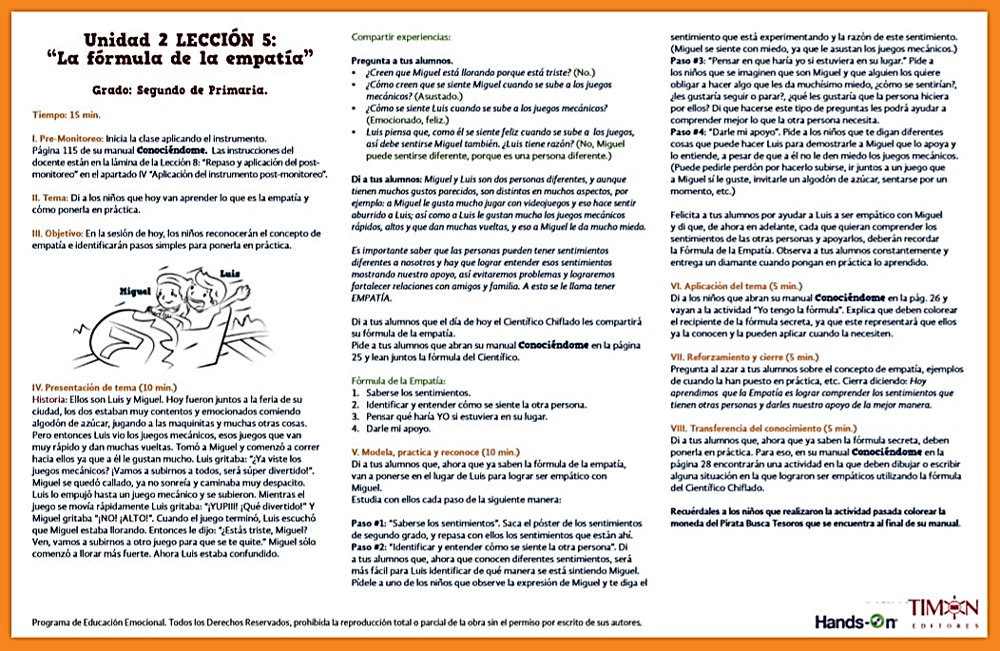 Unidad 2 LECCIÓN 5:
“La fórmula de la empatía”
Grado: Segundo de Primaria.
Tiempo: 15 min.
I. Pre-Monitoreo: Inicia la clase aplicando el instrumento.
Página 115 de su manual Conociéndome. Las instrucciones del
docente están en la lámina de la Lección 8: “Repaso y aplicación del post-
monitoreo” en el apartado IV “Aplicación del instrumento post-monitoreo”.
II. Tema: Di a los niños que hoy van aprender lo que es la empatía y
cómo ponerla en práctica.
III. Objetivo: En la sesión de hoy, los niños reconocerán el concepto de
empatía e identificarán pasos simples para ponerla en práctica.
Miguel
Luis
IV. Presentación de tema (10 min.)
Historia: Ellos son Luis y Miguel. Hoy fueron juntos a la feria de su
ciudad, los dos estaban muy contentos y emocionados comiendo
algodón de azúcar, jugando a las maquinitas y muchas otras cosas.
Pero entonces Luis vio los juegos mecánicos, esos juegos que van
muy rápido y dan muchas vueltas. Tomó a Miguel y comenzó a correr
hacia ellos ya que a él le gustan mucho. Luis gritaba: “¿Ya viste los
juegos mecánicos? ¡Vamos a subirnos a todos, será súper divertido!”.
Miguel se quedó callado, ya no sonreía y caminaba muy despacito.
Luis lo empujó hasta un juego mecánico y se subieron. Mientras el
juego se movía rápidamente Luis gritaba: “¡YUPIII! ¡Qué divertido!” Y
Miguel gritaba “¡NO! ¡ALTO!”. Cuando el juego terminó, Luis escuchó
que Miguel estaba llorando. Entonces le dijo: “¿Estás triste, Miguel?
Ven, vamos a subirnos a otro juego para que se te quite.” Miguel sólo
comenzó a llorar más fuerte. Ahora Luis estaba confundido.
Compartir experiencias:
Pregunta a tus alumnos.
• ¿Creen que Miguel está llorando porque está triste? (No.)
• ¿Cómo creen que se siente Miguel cuando se sube a los juegos
mecánicos? (Asustado.)
• ¿Cómo se siente Luis cuando se sube a los juegos mecánicos?
(Emocionado, feliz.)
• Luis piensa que, como él se siente feliz cuando se sube a los juegos,
así debe sentirse Miguel también. ¿Luis tiene razón? (No, Miguel
puede sentirse diferente, porque es una persona diferente.)
Di a tus alumnos: Miguel y Luis son dos personas diferentes, y aunque
tienen muchos gustos parecidos, son distintos en muchos aspectos, por
ejemplo: a Miguel le gusta mucho jugar con videojuegos y eso hace sentir
aburrido a Luis; así como a Luis le gustan mucho los juegos mecánicos
rápidos, altos y que dan muchas vueltas, y eso a Miguel le da mucho miedo.
Es importante saber que las personas pueden tener sentimientos
diferentes a nosotros y hay que lograr entender esos sentimientos
mostrando nuestro apoyo, así evitaremos problemas y lograremos
fortalecer relaciones con amigos y familia. A esto se le llama tener
EMPATÍA.
Di a tus alumnos que el día de hoy el Científico Chiflado les compartirá
su fórmula de la empatía.
Pide a tus alumnos que abran su manual Conociéndome en la página
25 y lean juntos la fórmula del Científico.
Fórmula de la Empatía:
1. Saberse los sentimientos.
2. Identificar y entender cómo se siente la otra persona.
3. Pensar qué haría YO si estuviera en su lugar.
4. Darle mi apoyo.
V. Modela, practica y reconoce (10 min.)
Di a tus alumnos que, ahora que ya saben la fórmula de la empatía,
van a ponerse en el lugar de Luis para lograr ser empático con
Miguel.
Estudia con ellos cada paso de la siguiente manera:
Paso #1: “Saberse los sentimientos”. Saca el póster de los sentimientos
de segundo grado, y repasa con ellos los sentimientos que están ahí.
Paso #2: “Identificar y entender cómo se siente la otra persona”. Di
a tus alumnos que, ahora que conocen diferentes sentimientos, será
más fácil para Luis identificar de qué manera se está sintiendo Miguel.
Pídele a uno de los niños que observe la expresión de Miguel y te diga el
sentimiento que está experimentando y la razón de este sentimiento.
(Miguel se siente con miedo, ya que le asustan los juegos mecánicos.)
Paso #3: “Pensar en que haría yo si estuviera en su lugar.” Pide a
los niños que se imaginen que son Miguel y que alguien los quiere
obligar a hacer algo que les da muchísimo miedo, ¿cómo se sentirían?,
¿les gustaría seguir o parar?, ¿qué les gustaría que la persona hiciera
por ellos? Di que hacerse este tipo de preguntas les podrá ayudar a
comprender mejor lo que la otra persona necesita.
Paso #4: “Darle mi apoyo”. Pide a los niños que te digan diferentes
cosas que puede hacer Luis para demostrarle a Miguel que lo apoya y
lo entiende, a pesar de que a él no le den miedo los juegos mecánicos.
(Puede pedirle perdón por hacerlo subirse, ir juntos a un juego que
a Miguel sí le guste, invitarle un algodón de azúcar, sentarse por un
momento, etc.)
Felicita a tus alumnos por ayudar a Luis a ser empático con Miguel
y di que, de ahora en adelante, cada que quieran comprender los
sentimientos de las otras personas y apoyarlos, deberán recordar
la Fórmula de la Empatía. Observa a tus alumnos constantemente y
entrega un diamante cuando pongan en práctica lo aprendido.
VI. Aplicación del tema (5 min.)
Di a los niños que abran su manual Conociéndome en la pág. 26 y
vayan a la actividad “Yo tengo la fórmula”. Explica que deben colorear
el recipiente de la fórmula secreta, ya que este representará que ellos
ya la conocen y la pueden aplicar cuando la necesiten.
VII. Reforzamiento y cierre (5 min.)
Pregunta al azar a tus alumnos sobre el concepto de empatía, ejemplos
de cuando la han puesto en práctica, etc. Cierra diciendo: Hoy
aprendimos que la Empatía es lograr comprender los sentimientos que
tienen otras personas y darles nuestro apoyo de la mejor manera.
VIII. Transferencia del conocimiento (5 min.)
Di a tus alumnos que, ahora que ya saben la fórmula secreta, deben
ponerla en práctica. Para eso, en su manual Conociéndome en la
página 28 encontrarán una actividad en la que deben dibujar o escribir
alguna situación en la que lograron ser empáticos utilizando la fórmula
del Científico Chiflado.
Recuérdales a los niños que realizaron la actividad pasada colorear la
moneda del Pirata Busca Tesoros que se encuentra al final de su manual.
Programa de Educación Emocional. Todos los Derechos Reservados, prohibida la reproducción total o parcial de la obra sin el permiso por escrito de sus autores.
Hands-On
TIMON
EDITORES